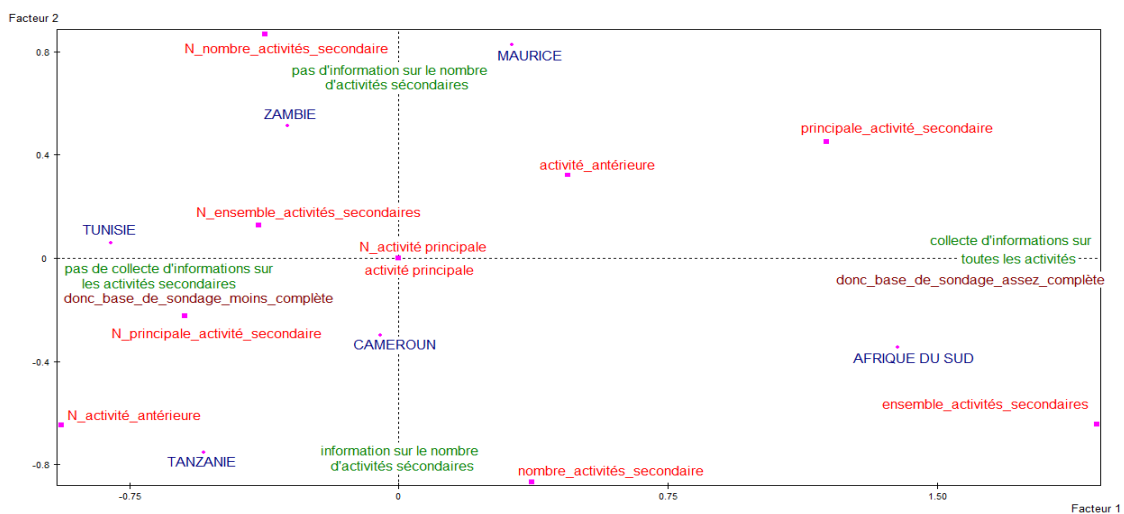 Facteur 2
0.8
N_nombre_activités_secondaire
MAURICE
pas d'information sur le nombre
d'activités sécondaires
ZAMBIE
principale_activité_secondaire
0.4
activité_antérieure
N_ensemble_activités_secondaires
TUNISIE
N_activité principale
collecte d'informations sur
toutes les activités
0
activité principale
pas de collecte d'informations sur
les activités secondaires
donc_base_de_sondage_assez_complète
donc_base_de_sondage_moins_complète
N_principale_activité_secondaire
CAMEROUN
AFRIQUE DU SUD
-0.4
ensemble_activités_secondaires
N_activité_antérieure
information sur le nombre
d'activités sécondaires
TANZANIE
-0.8
nombre_activités_secondaire
-0.75
0
0.75
1.50
Facteur 1